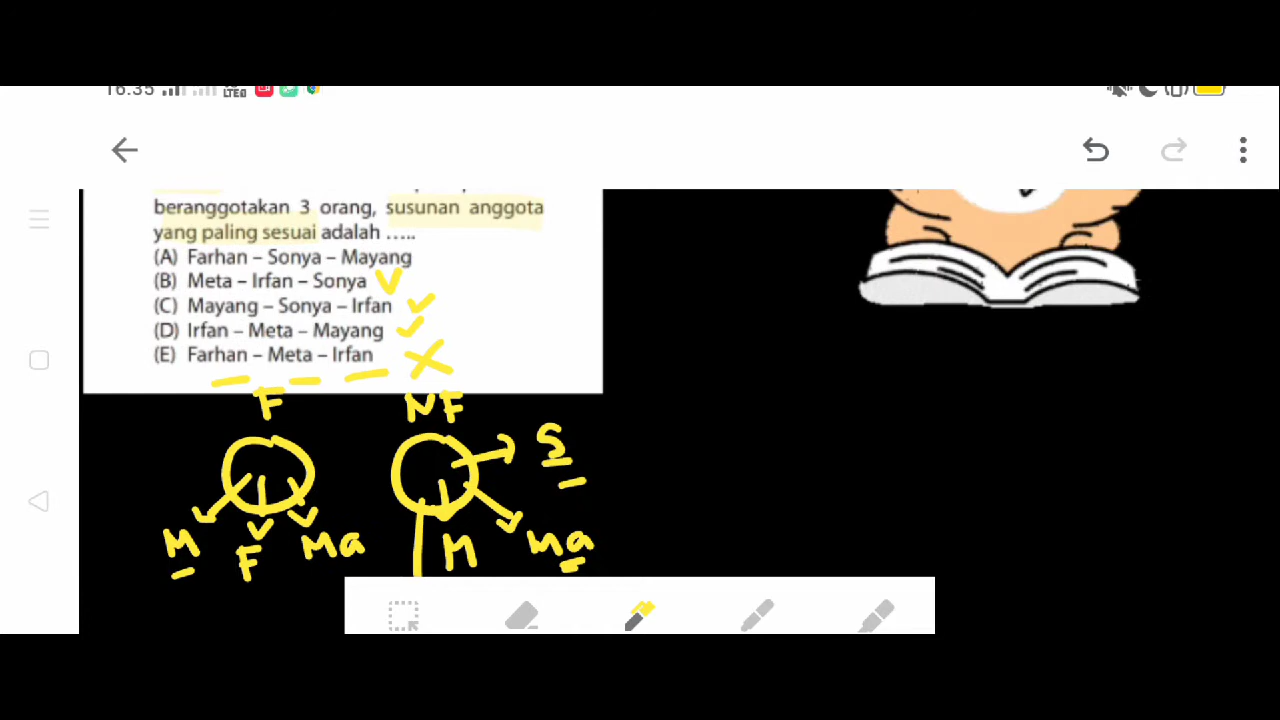 16.35
LTE
beranggotakan 3 orang, susunan anggota
yang paling sesuai adalah …..
(A) Farhan – Sonya – Mayang
(B) Meta – Irfan – Sonya
(C) Mayang – Sonya – Irfan
(D) Irfan – Meta – Mayang
(E) Farhan – Meta – Irfan
F NF
S
M F Ma M Ma